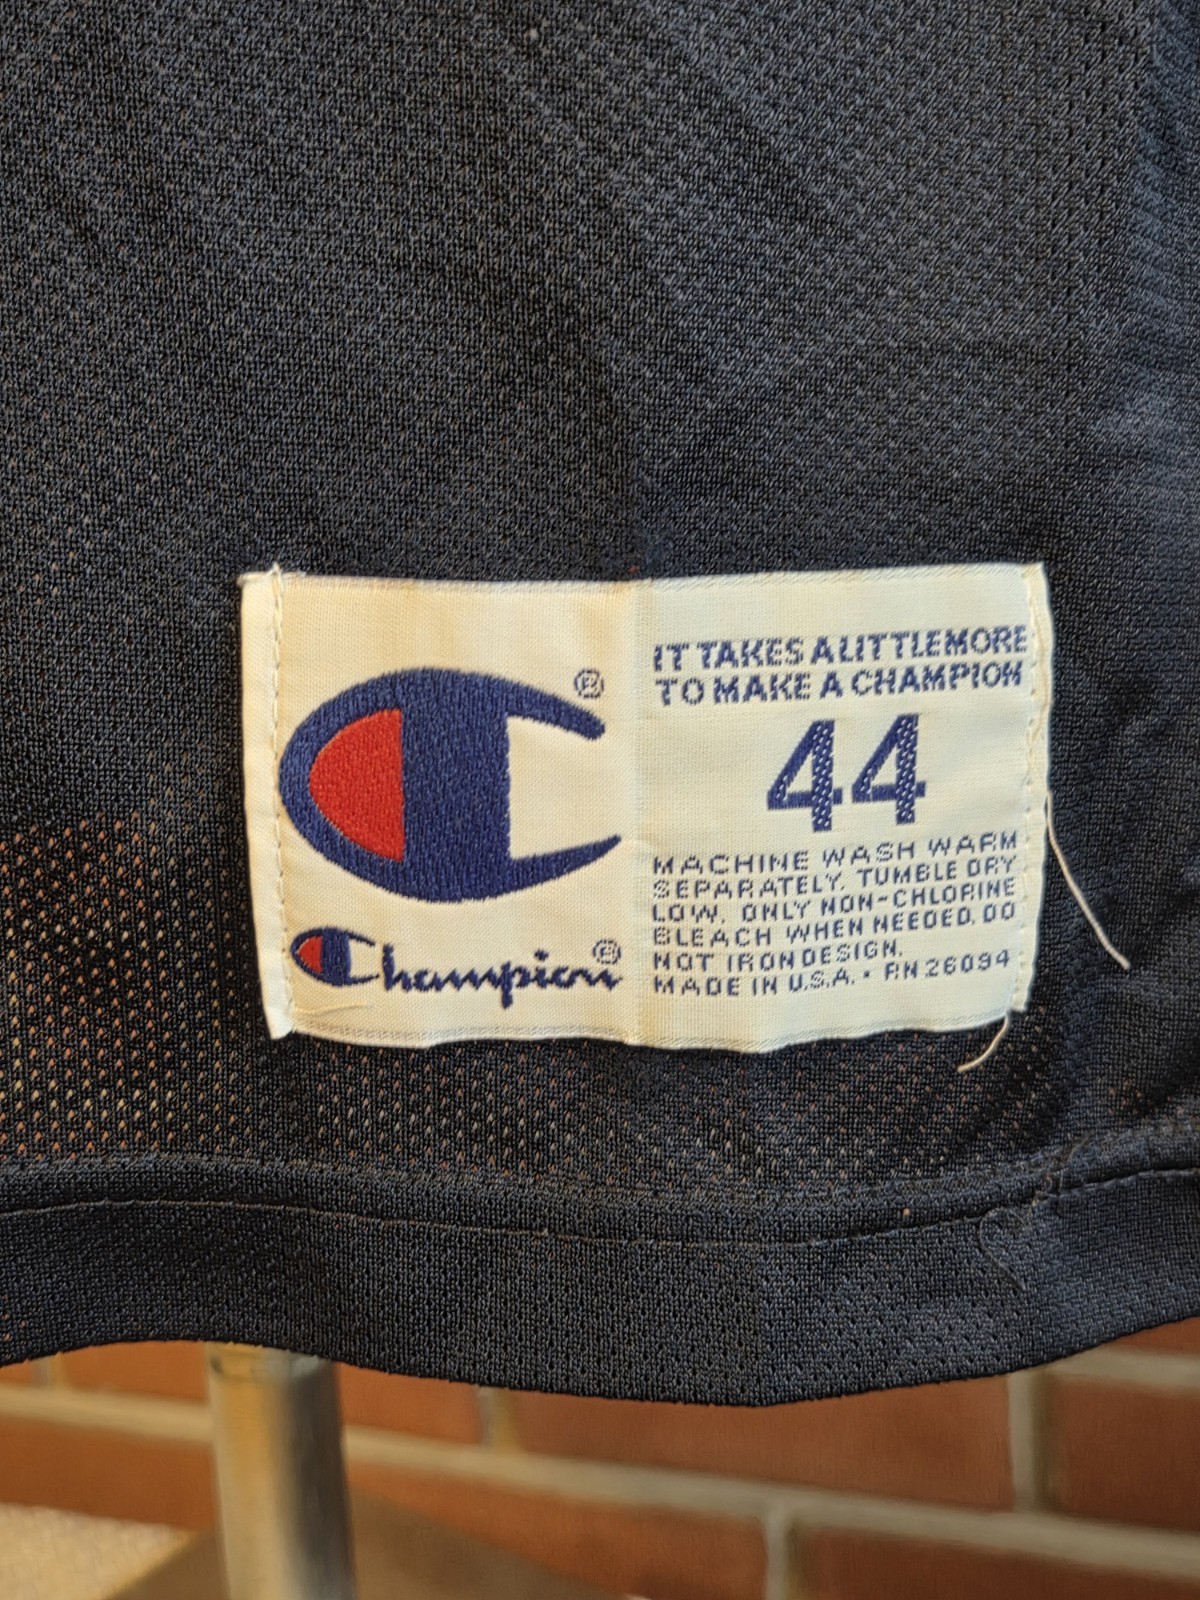 ®
Champion®
IT TAKES A LITTLE MORE
TO MAKE A CHAMPION
44
MACHINE WASH WARM
SEPARATELY. TUMBLE DRY
LOW. ONLY NON-CHLORINE
BLEACH WHEN NEEDED. DO
NOT IRON DESIGN.
MADE IN U.S.A. • RN 26094